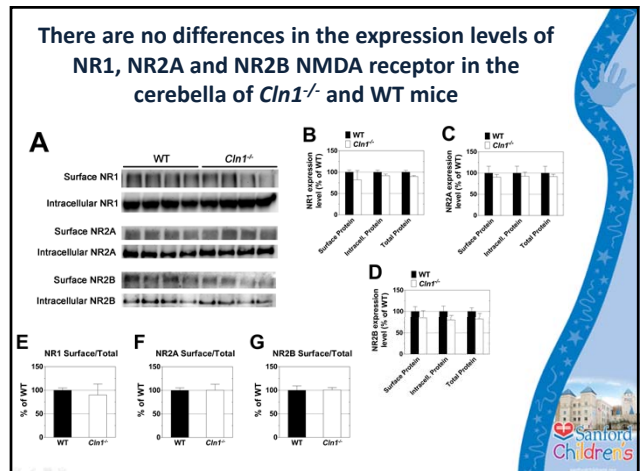 There are no differences in the expression levels of
NR1, NR2A and NR2B NMDA receptor in the
cerebella of Cln1-/- and WT mice
A
WT Cln1-/-
Surface NR1
Intracellular NR1
Surface NR2A
Intracellular NR2A
Surface NR2B
Intracellular NR2B
B
WT
Cln1-/-
NR1 expression
level (% of WT)
150
100
50
0
Surface Protein
Intracell. Protein
Total Protein
C
WT
Cln1-/-
NR2A expression
level (% of WT)
150
100
50
0
Surface Protein
Intracell. Protein
Total Protein
D
WT
Cln1-/-
NR2B expression
level (% of WT)
150
100
50
0
Surface Protein
Intracell. Protein
Total Protein
E
NR1 Surface/Total
% of WT
150
100
50
0
WT Cln1-/-
F
NR2A Surface/Total
% of WT
150
100
50
0
WT Cln1-/-
G
NR2B Surface/Total
% of WT
150
100
50
0
WT Cln1-/-
Sanford
Children's